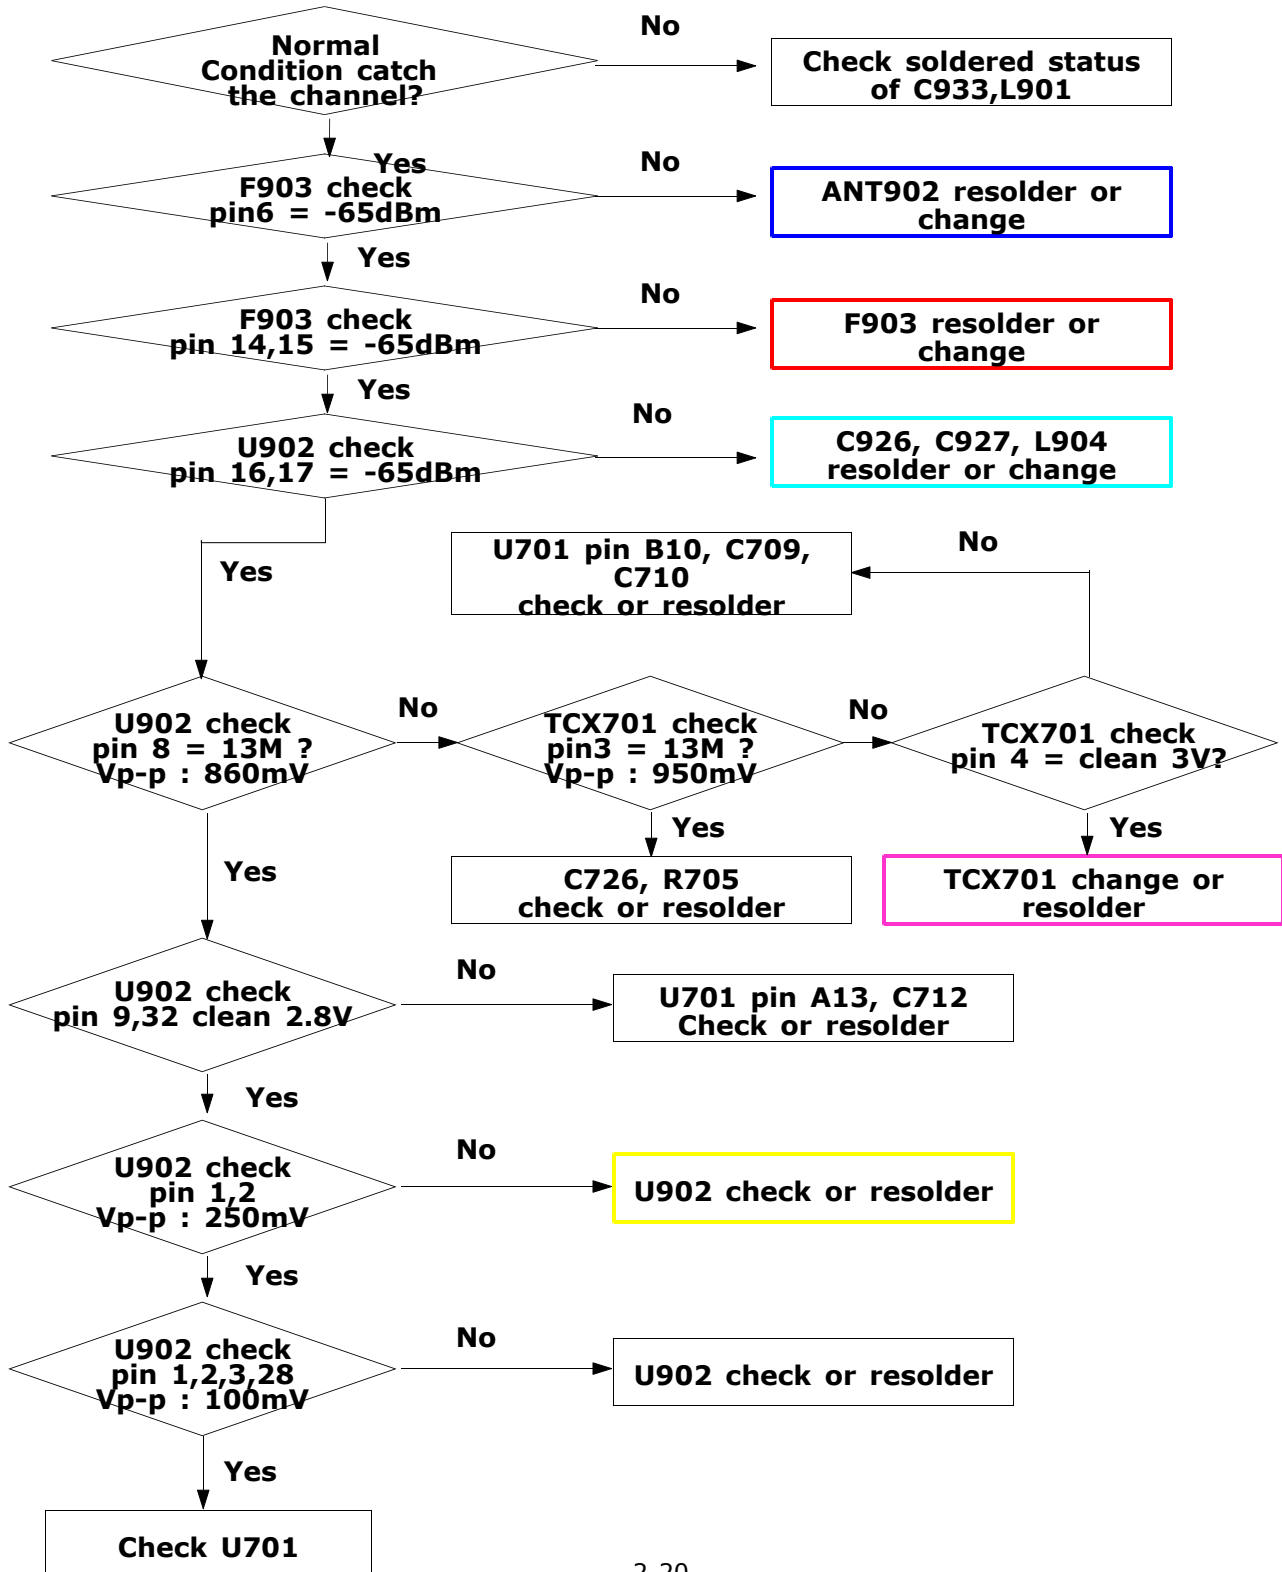 No
Normal
Condition catch
the channel?
Check soldered status
of C933,L901
Yes
No
F903 check
pin6 = -65dBm
ANT902 resolder or
change
Yes
No
F903 check
pin 14,15 = -65dBm
F903 resolder or
change
Yes
No
U902 check
pin 16,17 = -65dBm
C926, C927, L904
resolder or change
Yes
U701 pin B10, C709,
C710
check or resolder
No
U902 check
pin 8 = 13M ?
Vp-p : 860mV
No
TCX701 check
pin3 = 13M ?
Vp-p : 950mV
No
TCX701 check
pin 4 = clean 3V?
Yes
Yes
Yes
C726, R705
check or resolder
TCX701 change or
resolder
No
U902 check
pin 9,32 clean 2.8V
U701 pin A13, C712
Check or resolder
Yes
No
U902 check
pin 1,2
Vp-p : 250mV
U902 check or resolder
Yes
No
U902 check
pin 1,2,3,28
Vp-p : 100mV
U902 check or resolder
Yes
Check U701
2-20